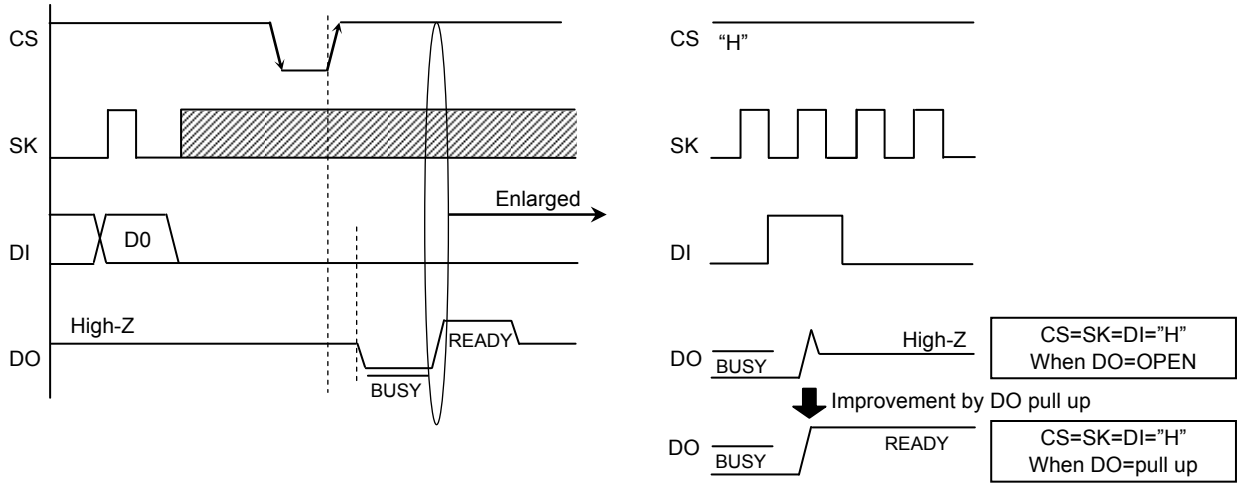 CS
SK
DI
D0
Enlarged
High-Z
DO
READY
BUSY
CS “H”
SK
DI
DO
BUSY
High-Z
CS=SK=DI=”H”
When DO=OPEN
Improvement by DO pull up
DO
BUSY
READY
CS=SK=DI=”H”
When DO=pull up